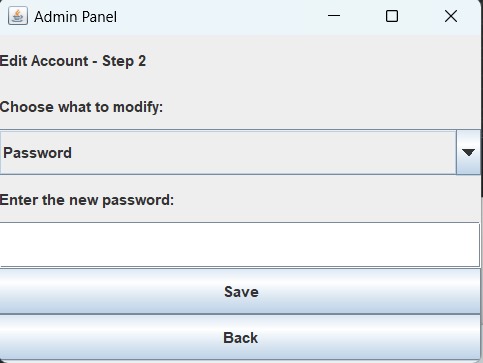 Admin Panel
Edit Account - Step 2
Choose what to modify:
Password
Enter the new password:
Save
Back